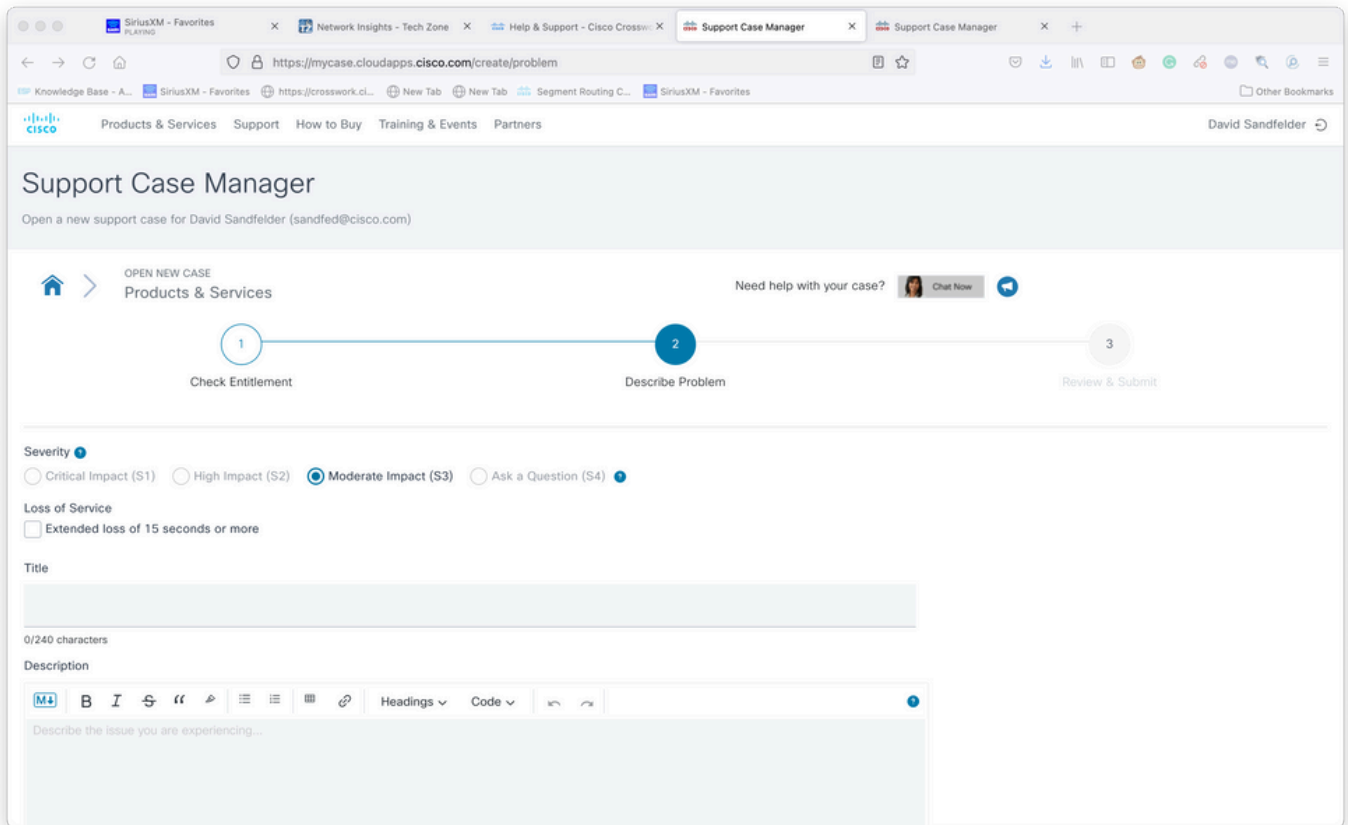 SiriusXM - Favorites
PLAYING
Network Insights - Tech Zone
Help & Support - Cisco Crosswo
Support Case Manager
Support Case Manager
https://mycase.cloudapps.cisco.com/create/problem
Knowledge Base - A... SiriusXM - Favorites https://crosswork.ci... New Tab New Tab Segment Routing C... SiriusXM - Favorites Other Bookmarks
CISCO Products & Services Support How to Buy Training & Events Partners David Sandfelder
Support Case Manager
Open a new support case for David Sandfelder (sandfed@cisco.com)
OPEN NEW CASE
Products & Services
Need help with your case? Chat Now
1 2 3
Check Entitlement Describe Problem Review & Submit
Severity ?
Critical Impact (S1) High Impact (S2) Moderate Impact (S3) Ask a Question (S4) ?
Loss of Service
Extended loss of 15 seconds or more
Title
0/240 characters
Description
M B I S Headings Code ?
Describe the issue you are experiencing...